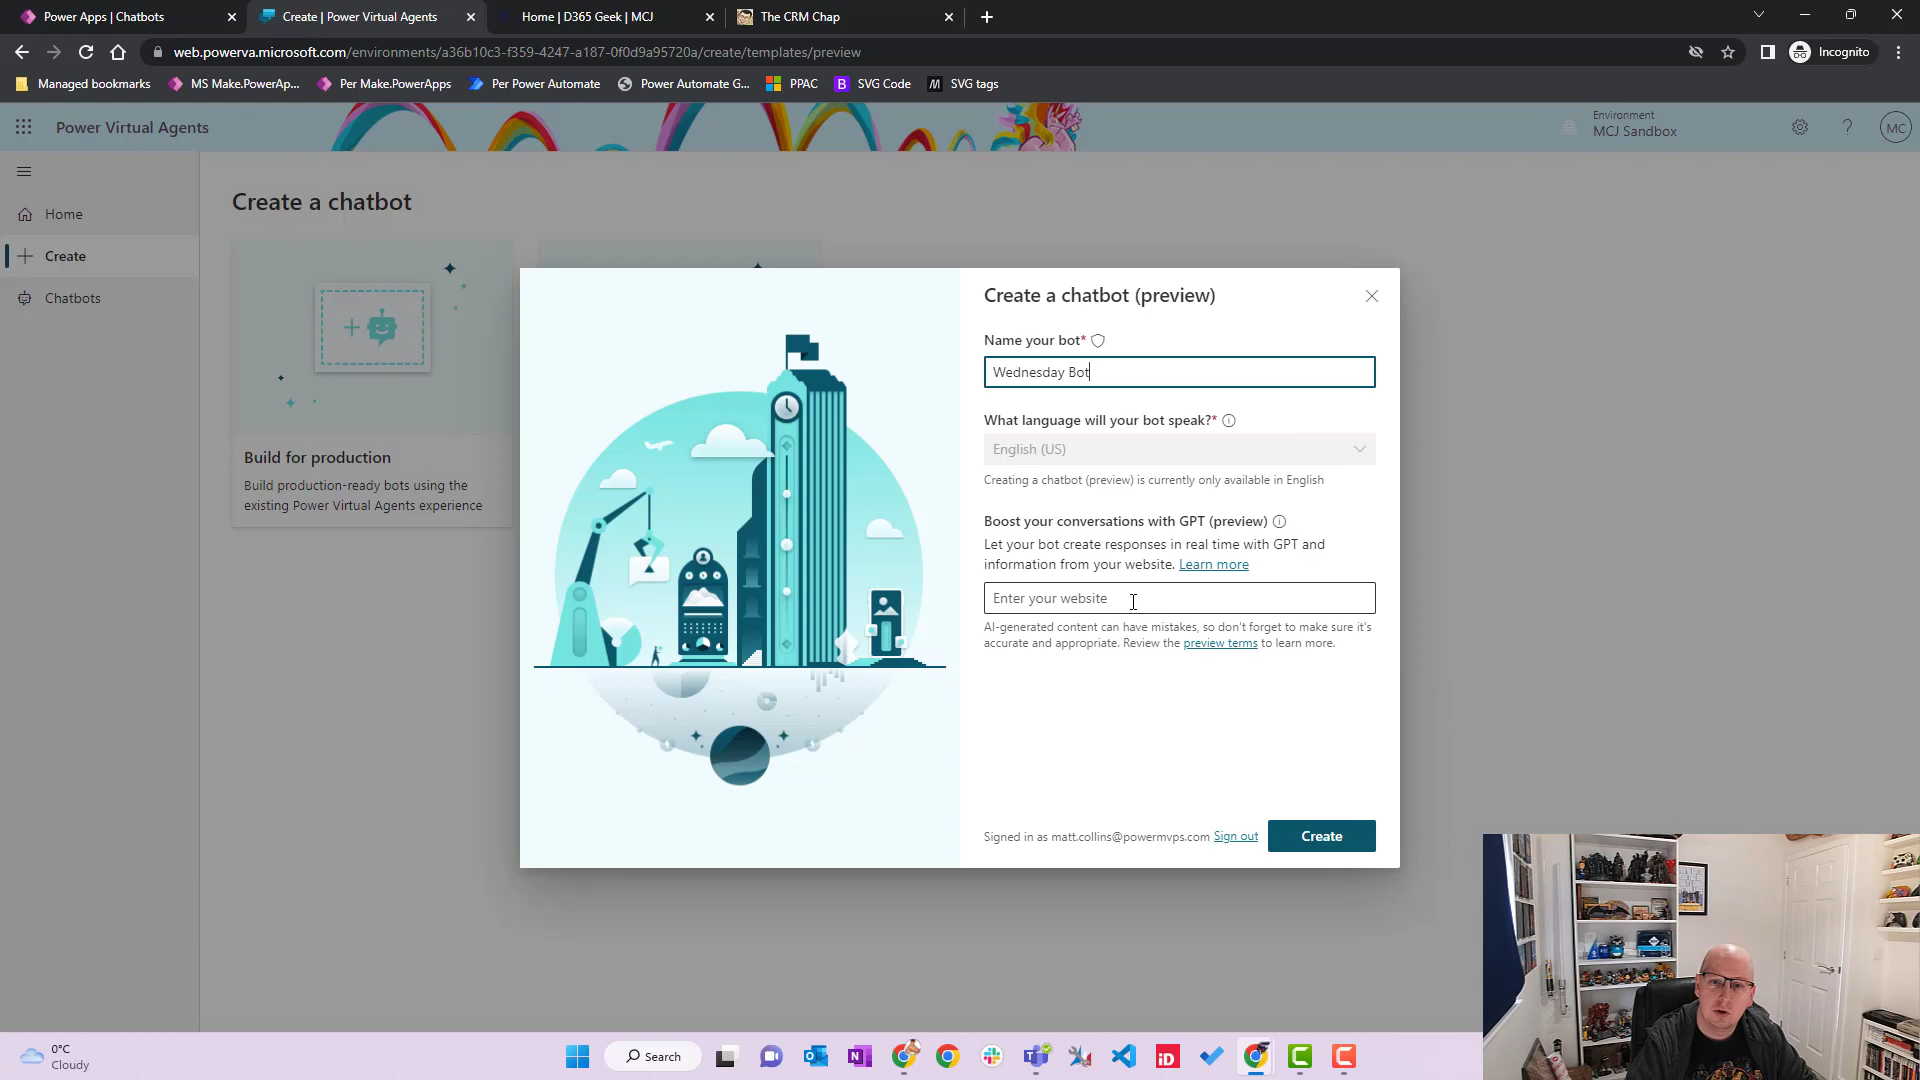 Power Apps | Chatbots
Create | Power Virtual Agents
Home | D365 Geek | MCJ
The CRM Chap
web.powerva.microsoft.com/environments/a36b10c3-f359-4247-a187-0f0d9a95720a/create/templates/preview
Incognito
Managed bookmarks
MS Make.PowerAp...
Per Make.PowerApps
Per Power Automate
Power Automate G...
PPAC
B
SVG Code
M
SVG tags
Power Virtual Agents
Environment
MCJ Sandbox
?
MC
Home
Create
Chatbots
Create a chatbot
Build for production
Build production-ready bots using the
existing Power Virtual Agents experience
Create a chatbot (preview)
Name your bot*
Wednesday Bot
What language will your bot speak?*
English (US)
Creating a chatbot (preview) is currently only available in English
Boost your conversations with GPT (preview)
Let your bot create responses in real time with GPT and
information from your website. Learn more
Enter your website
AI-generated content can have mistakes, so don't forget to make sure it's
accurate and appropriate. Review the preview terms to learn more.
Signed in as matt.collins@powermvps.com Sign out
Create
0°C
Cloudy
Search
N
iD